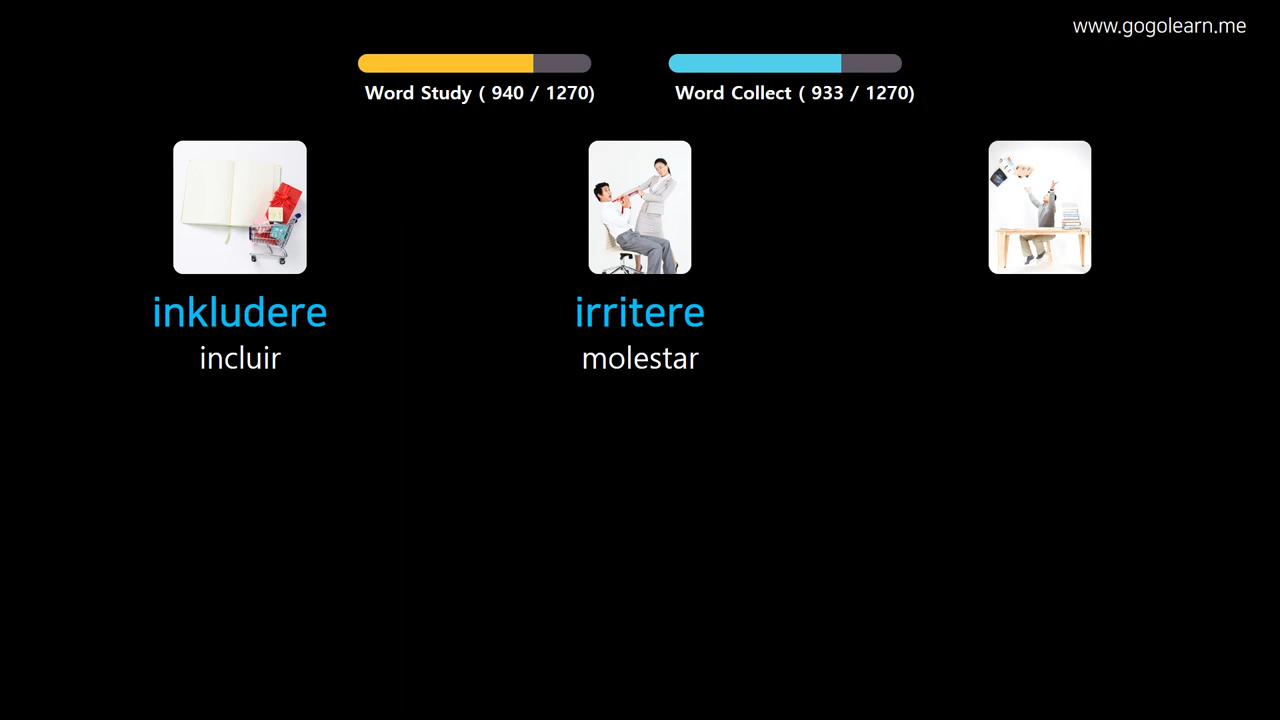 www.gogolearn.me
Word Study ( 940 / 1270)
Word Collect ( 933 / 1270)
inkludere
incluir
irritere
molestar